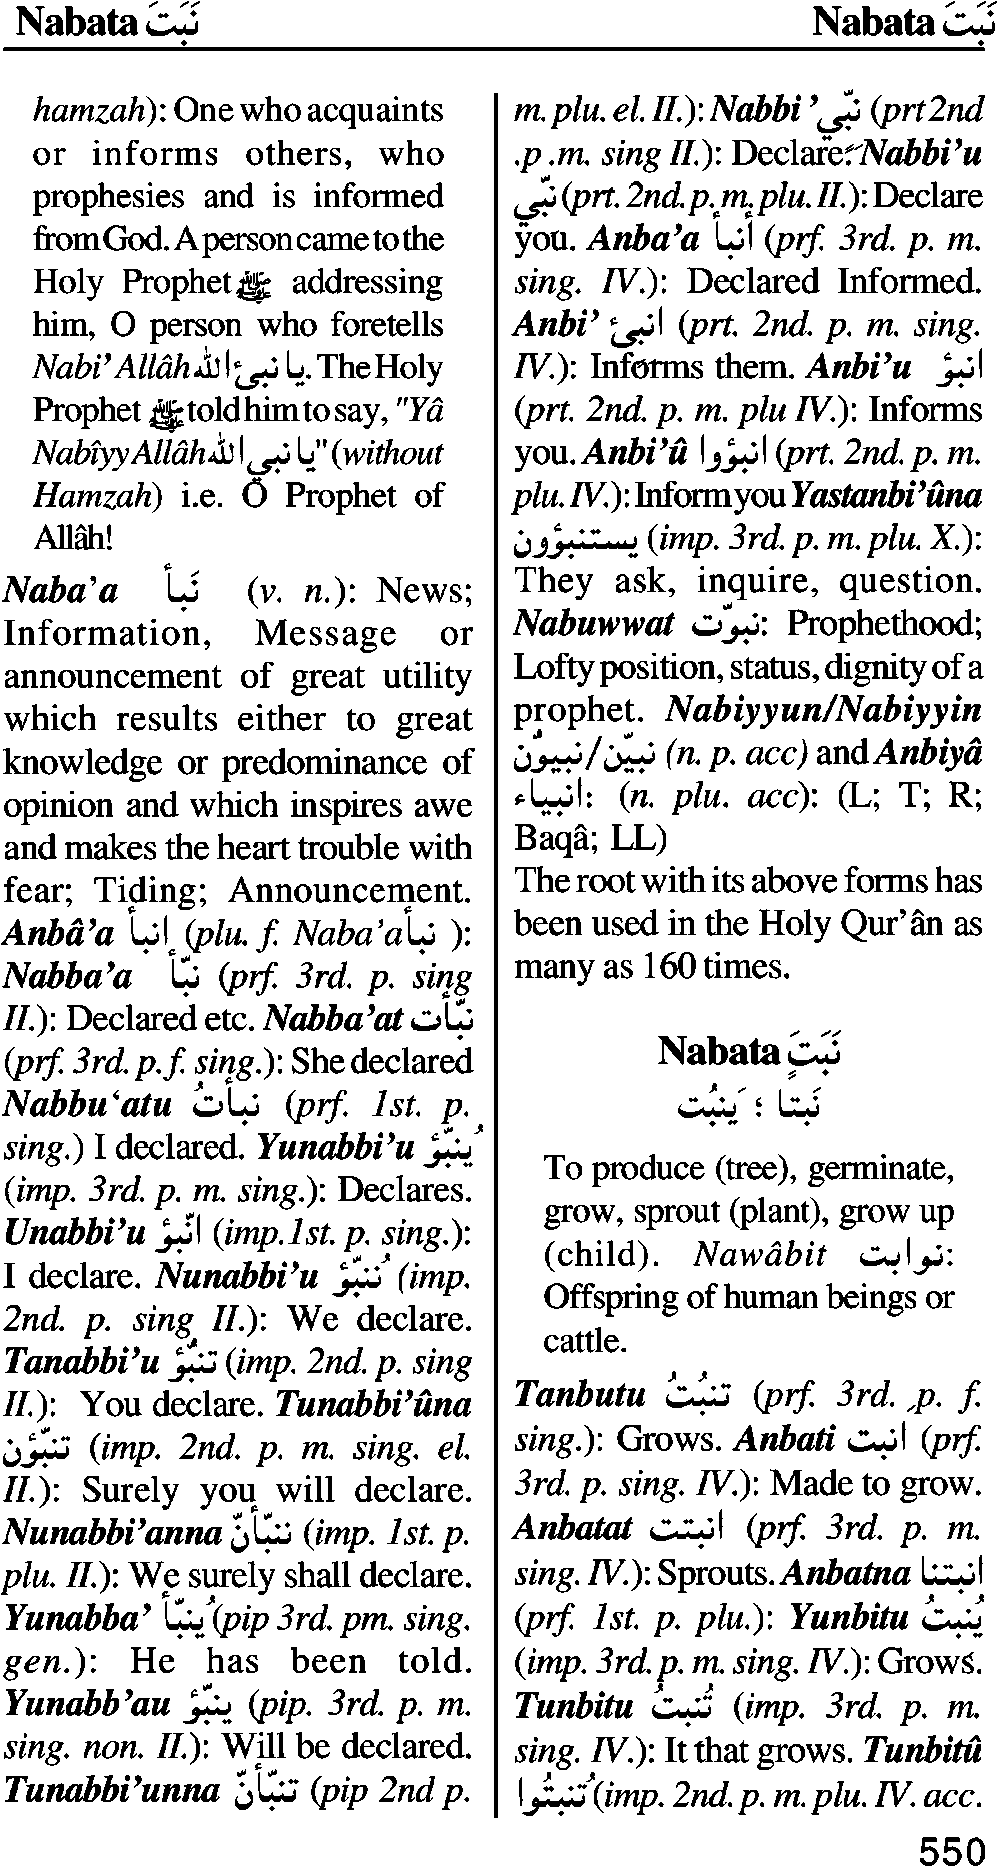 Nabata نَبَتَ
Nabata نَبَتَ
hamzah): One who acquaints
or informs others, who
prophesies and is informed
from God. A person came to the
Holy Prophet ﷺ addressing
him, O person who foretells
Nabi’ Allâh يا نبئ الله. The Holy
Prophet ﷺ told him to say, "Yâ
Nabîyy Allâh يا نبي الله" (without
Hamzah) i.e. O Prophet of
Allâh!
Naba’a نَبأ (v. n.): News;
Information, Message or
announcement of great utility
which results either to great
knowledge or predominance of
opinion and which inspires awe
and makes the heart trouble with
fear; Tiding; Announcement.
Anbâ’a انبأ (plu. f. Naba’a نبأ ):
Nabba’a نبّأ (prf. 3rd. p. sing
II.): Declared etc. Nabba’at نبّأت
(prf. 3rd. p.f. sing.): She declared
Nabbu‘atu نبأتُ (prf. 1st. p.
sing.) I declared. Yunabbi’u يُنبّؤ
(imp. 3rd. p. m. sing.): Declares.
Unabbi’u انّبؤ (imp.1st. p. sing.):
I declare. Nunabbi’u نُنبّؤ (imp.
2nd. p. sing II.): We declare.
Tanabbi’u تنبّؤ (imp. 2nd. p. sing
II.): You declare. Tunabbi’ûna
تنبّؤن (imp. 2nd. p. m. sing. el.
II.): Surely you will declare.
Nunabbi’anna ننبّأنّ (imp. 1st. p.
plu. II.): We surely shall declare.
Yunabba’ يُنبّأ (pip 3rd. pm. sing.
gen.): He has been told.
Yunabb’au ينبّؤ (pip. 3rd. p. m.
sing. non. II.): Will be declared.
Tunabbi’unna تنبّأنّ (pip 2nd p.
m. plu. el. II.): Nabbi’ نبّي (prt 2nd
.p .m. sing II.): Declare. Nabbi’u
نبّي (prt. 2nd. p. m. plu. II.): Declare
you. Anba’a أنبأ (prf. 3rd. p. m.
sing. IV.): Declared Informed.
Anbi’ انبئ (prt. 2nd. p. m. sing.
IV.): Informs them. Anbi’u انبؤ
(prt. 2nd. p. m. plu IV.): Informs
you. Anbi’û انبؤوا (prt. 2nd. p. m.
plu. IV.): Inform you Yastanbi’ûna
يستنبؤون (imp. 3rd. p. m. plu. X.):
They ask, inquire, question.
Nabuwwat نبوّت: Prophethood;
Lofty position, status, dignity of a
prophet. Nabiyyun/Nabiyyin
نبيّن/نبيوُن (n. p. acc) and Anbiyâ
انبياء: (n. plu. acc): (L; T; R;
Baqâ; LL)
The root with its above forms has
been used in the Holy Qur’ân as
many as 160 times.
Nabata نَبَتَ
نَبتا ؛ يَنبُت
To produce (tree), germinate,
grow, sprout (plant), grow up
(child). Nawâbit نوابت:
Offspring of human beings or
cattle.
Tanbutu تنبُتُ (prf. 3rd. p. f.
sing.): Grows. Anbati انبت (prf.
3rd. p. sing. IV.): Made to grow.
Anbatat انبتت (prf. 3rd. p. m.
sing. IV.): Sprouts. Anbatna انبتنا
(prf. 1st. p. plu.): Yunbitu يُنبتُ
(imp. 3rd. p. m. sing. IV.): Grows.
Tunbitu تُنبتُ (imp. 3rd. p. m.
sing. IV.): It that grows. Tunbitû
تُنبتُوا (imp. 2nd. p. m. plu. IV. acc.
550